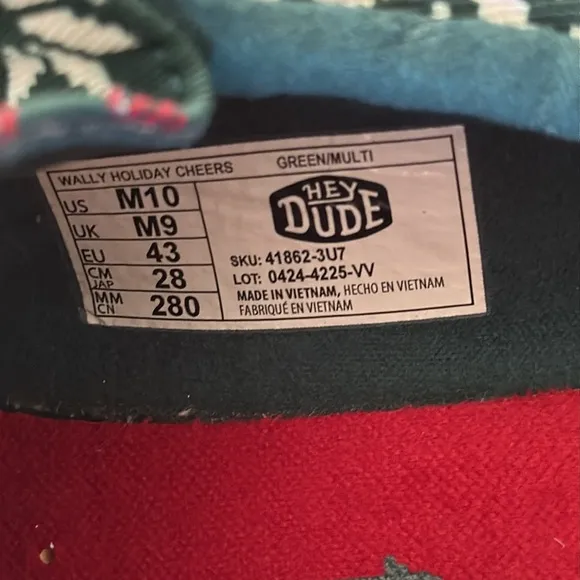 WALLY HOLIDAY CHEERS GREEN/MULTI
US M10
UK M9
EU 43
CM JAP 28
MM CN 280
HEY
DUDE
SKU: 41862-3U7
LOT: 0424-4225-VV
MADE IN VIETNAM, HECHO EN VIETNAM
FABRIQUÉ EN VIETNAM